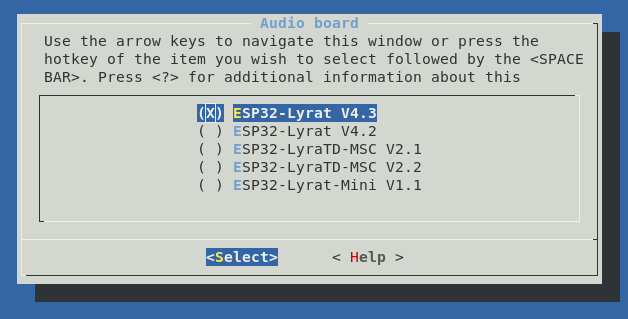 Audio board
Use the arrow keys to navigate this window or press the
hotkey of the item you wish to select followed by the <SPACE
BAR>. Press <?> for additional information about this
(X) ESP32-Lyrat V4.3
( ) ESP32-Lyrat V4.2
( ) ESP32-LyraTD-MSC V2.1
( ) ESP32-LyraTD-MSC V2.2
( ) ESP32-Lyrat-Mini V1.1
<Select> < Help >